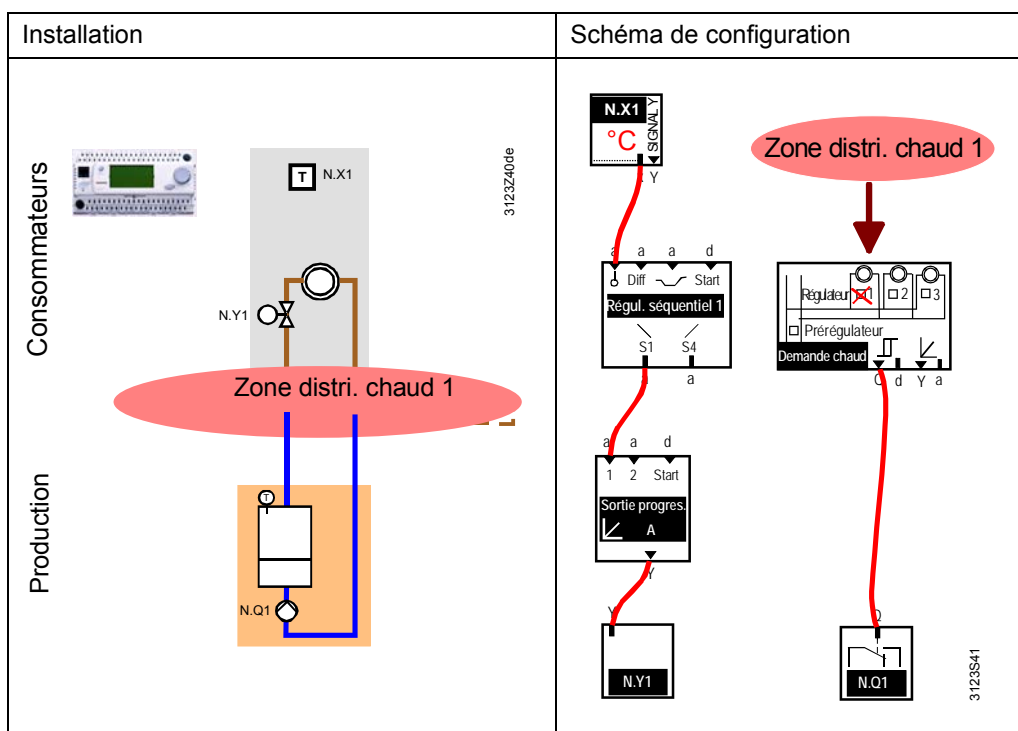 Installation
Schéma de configuration
Consommateurs
T
N.X1
3123Z40de
N.Y1
Zone distri. chaud 1
Production
T
N.Q1
N.X1
SIGNALY
°C
Y
Zone distri. chaud 1
a a a d
Diff Start
Régul. séquentiel 1
S1 S4
a
Régulateur 1 2 3
Prérégulateur
Demande chaud
Q d Y a
a a d
1 2 Start
Sortie progres.
A
Y
Y
N.Y1
Q
N.Q1
3123S41